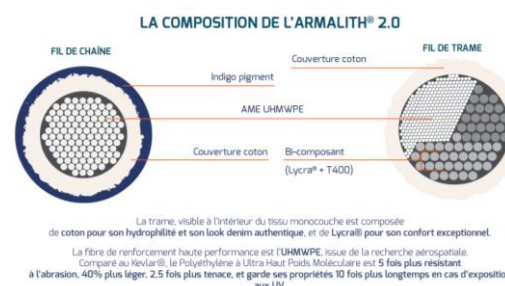 LA COMPOSITION DE L'ARMALITH® 2.0
FIL DE CHAÎNE
FIL DE TRAME
Couverture coton
Indigo pigment
AME UHMWPE
Couverture coton
Bi-composant
(Lycra® + T400)
La trame, visible à l'intérieur du tissu monocouche est composée
de coton pour son hydrophilité et son look denim authentique, et de Lycra® pour son confort exceptionnel.
La fibre de renforcement haute performance est l'UHMWPE, issue de la recherche aérospatiale.
Comparé au Kevlar®, le Polyéthylène à Ultra Haut Poids Moléculaire est 5 fois plus résistant
à l'abrasion, 40% plus léger, 2,5 fois plus tenace, et garde ses propriétés 10 fois plus longtemps en cas d'exposition
aux UV